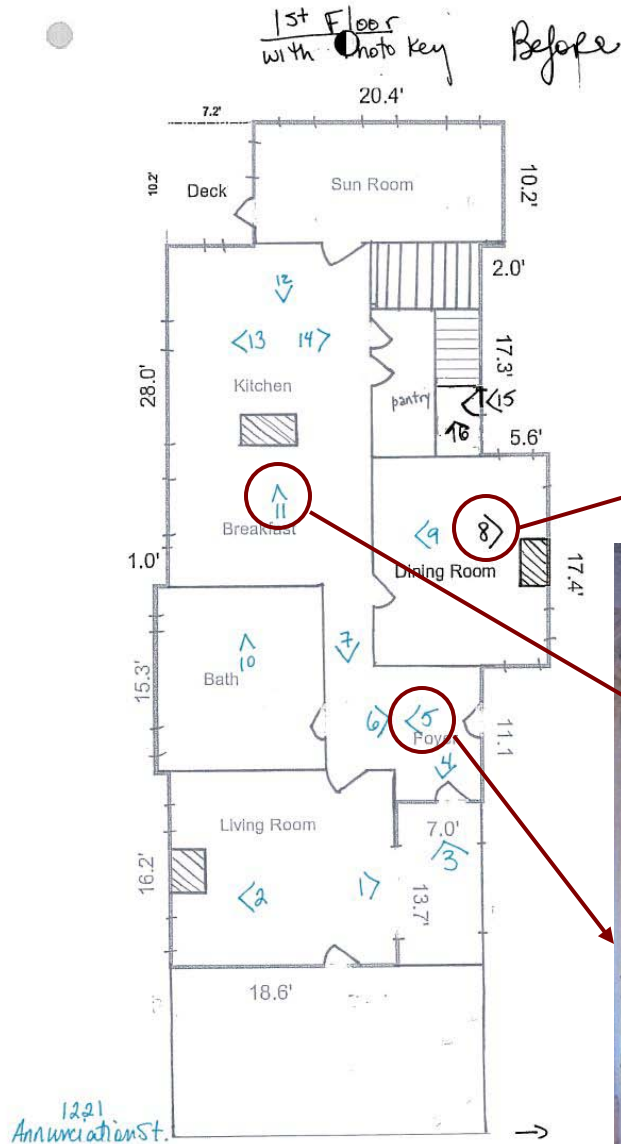 1st Floor
with Photo Key
Before
20.4'
7.2'
10.2'
Deck
Sun Room
10.2'
2.0'
12
<13 14>
Kitchen
28.0'
17.3'
pantry
<15
16
5.6'
11
Breakfast
<9 8>
Dining Room
17.4'
1.0'
7
10
Bath
15.3'
6> <5
Foyer
11.1
4
Living Room
7.0'
3
16.2'
<2
1>
13.7'
18.6'
1221
Annunciation St.